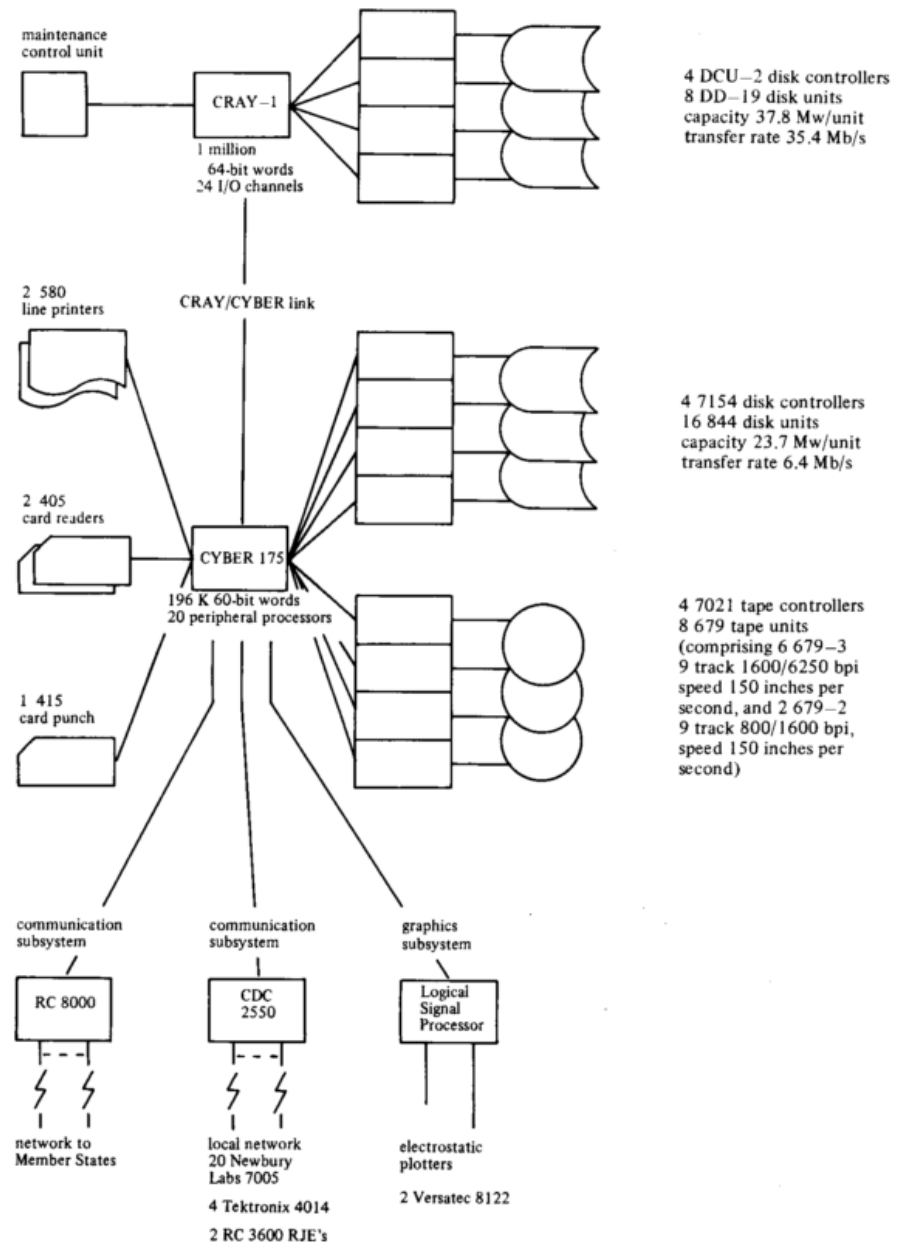 maintenance
control unit
CRAY–1
1 million
64-bit words
24 I/O channels
4 DCU–2 disk controllers
8 DD–19 disk units
capacity 37.8 Mw/unit
transfer rate 35.4 Mb/s
CRAY/CYBER link
2 580
line printers
2 405
card readers
1 415
card punch
CYBER 175
196 K 60-bit words
20 peripheral processors
4 7154 disk controllers
16 844 disk units
capacity 23.7 Mw/unit
transfer rate 6.4 Mb/s
4 7021 tape controllers
8 679 tape units
(comprising 6 679–3
9 track 1600/6250 bpi
speed 150 inches per
second, and 2 679–2
9 track 800/1600 bpi,
speed 150 inches per
second)
communication
subsystem
RC 8000
network to
Member States
communication
subsystem
CDC
2550
local network
20 Newbury
Labs 7005
4 Tektronix 4014
2 RC 3600 RJE's
graphics
subsystem
Logical
Signal
Processor
electrostatic
plotters
2 Versatec 8122